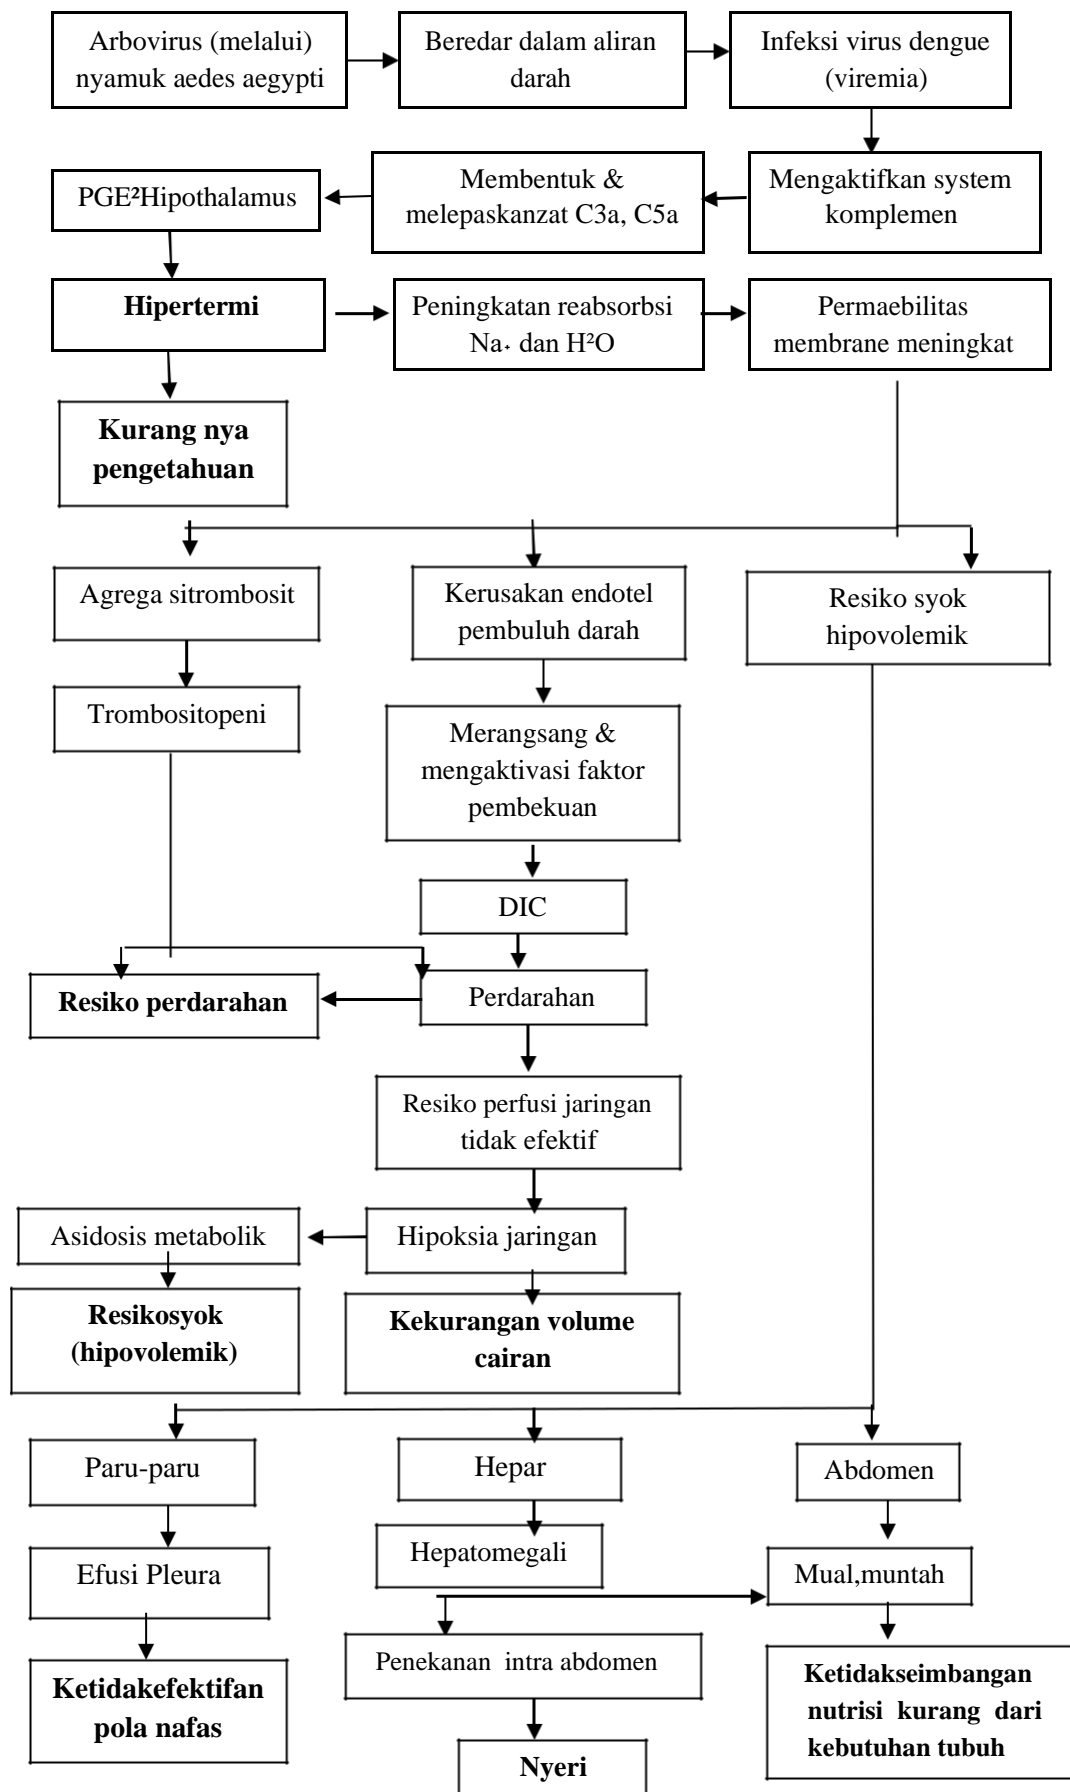 Arbovirus (melalui)
nyamuk aedes aegypti
Beredar dalam aliran
darah
Infeksi virus dengue
(viremia)
PGE²Hipothalamus
Membentuk &
melepaskanzat C3a, C5a
Mengaktifkan system
komplemen
Hipertermi
Peningkatan reabsorbsi
Na+ dan H²O
Permaebilitas
membrane meningkat
Kurang nya
pengetahuan
Agrega sitrombosit
Kerusakan endotel
pembuluh darah
Resiko syok
hipovolemik
Trombositopeni
Merangsang &
mengaktivasi faktor
pembekuan
DIC
Resiko perdarahan
Perdarahan
Resiko perfusi jaringan
tidak efektif
Asidosis metabolik
Hipoksia jaringan
Resikosyok
(hipovolemik)
Kekurangan volume
cairan
Paru-paru
Hepar
Abdomen
Efusi Pleura
Hepatomegali
Mual,muntah
Ketidakefektifan
pola nafas
Penekanan intra abdomen
Ketidakseimbangan
nutrisi kurang dari
kebutuhan tubuh
Nyeri